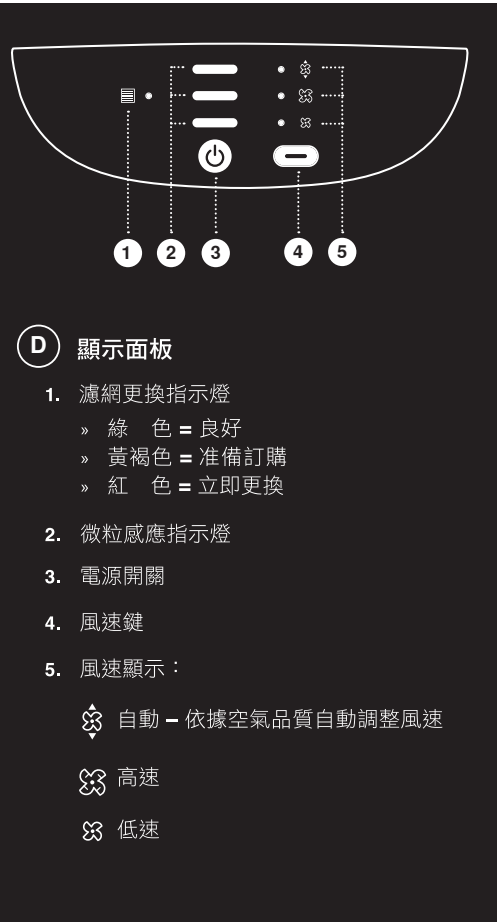 1 2 3 4 5
D 顯示面板
1. 濾網更換指示燈
» 綠　色 = 良好
» 黃褐色 = 准備訂購
» 紅　色 = 立即更換
2. 微粒感應指示燈
3. 電源開關
4. 風速鍵
5. 風速顯示：
自動 – 依據空氣品質自動調整風速
高速
低速